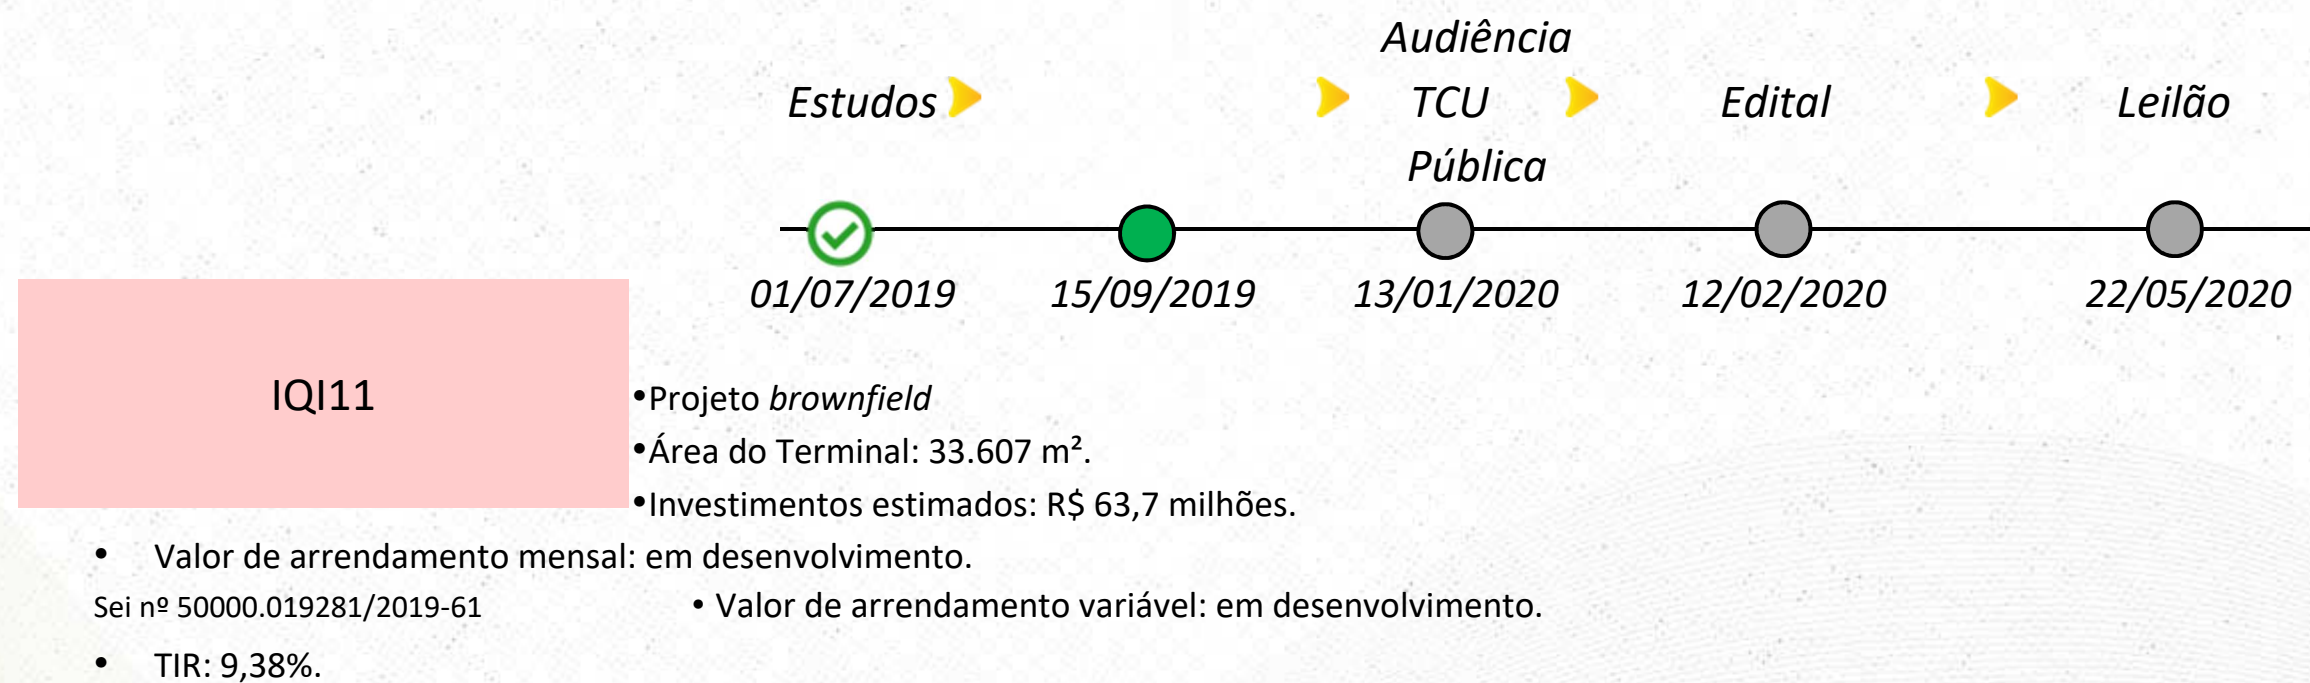 Audiência
Estudos TCU Edital Leilão
Pública
01/07/2019 15/09/2019 13/01/2020 12/02/2020 22/05/2020
IQI11
•Projeto brownfield
•Área do Terminal: 33.607 m².
•Investimentos estimados: R$ 63,7 milhões.
• Valor de arrendamento mensal: em desenvolvimento.
Sei nº 50000.019281/2019-61 • Valor de arrendamento variável: em desenvolvimento.
• TIR: 9,38%.